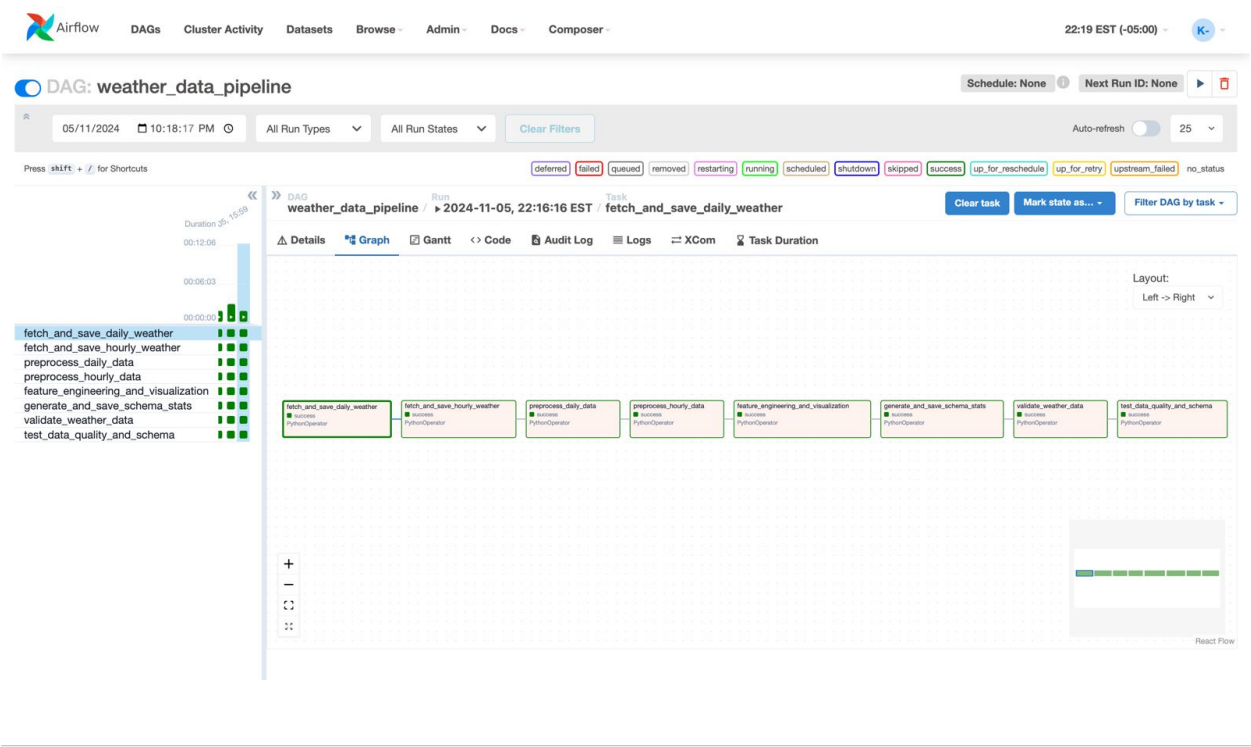 Airflow DAGs Cluster Activity Datasets Browse Admin Docs Composer 22:19 EST (-05:00) K-
DAG: weather_data_pipeline Schedule: None Next Run ID: None
05/11/2024 10:18:17 PM All Run Types All Run States Clear Filters Auto-refresh 25
Press shift + / for Shortcuts deferred failed queued removed restarting running scheduled shutdown skipped success up_for_reschedule up_for_retry upstream_failed no_status
DAG Run Task
weather_data_pipeline / 2024-11-05, 22:16:16 EST / fetch_and_save_daily_weather Clear task Mark state as... Filter DAG by task
15:59
Duration
Details Graph Gantt Code Audit Log Logs XCom Task Duration
00:12:06
00:06:03
00:00:00
Layout:
Left -> Right
fetch_and_save_daily_weather
fetch_and_save_hourly_weather
preprocess_daily_data
preprocess_hourly_data
feature_engineering_and_visualization
generate_and_save_schema_stats
validate_weather_data
test_data_quality_and_schema
fetch_and_save_daily_weather fetch_and_save_hourly_weather preprocess_daily_data preprocess_hourly_data feature_engineering_and_visualization generate_and_save_schema_stats validate_weather_data test_data_quality_and_schema
success success success success success success success success
PythonOperator PythonOperator PythonOperator PythonOperator PythonOperator PythonOperator PythonOperator PythonOperator
React Flow